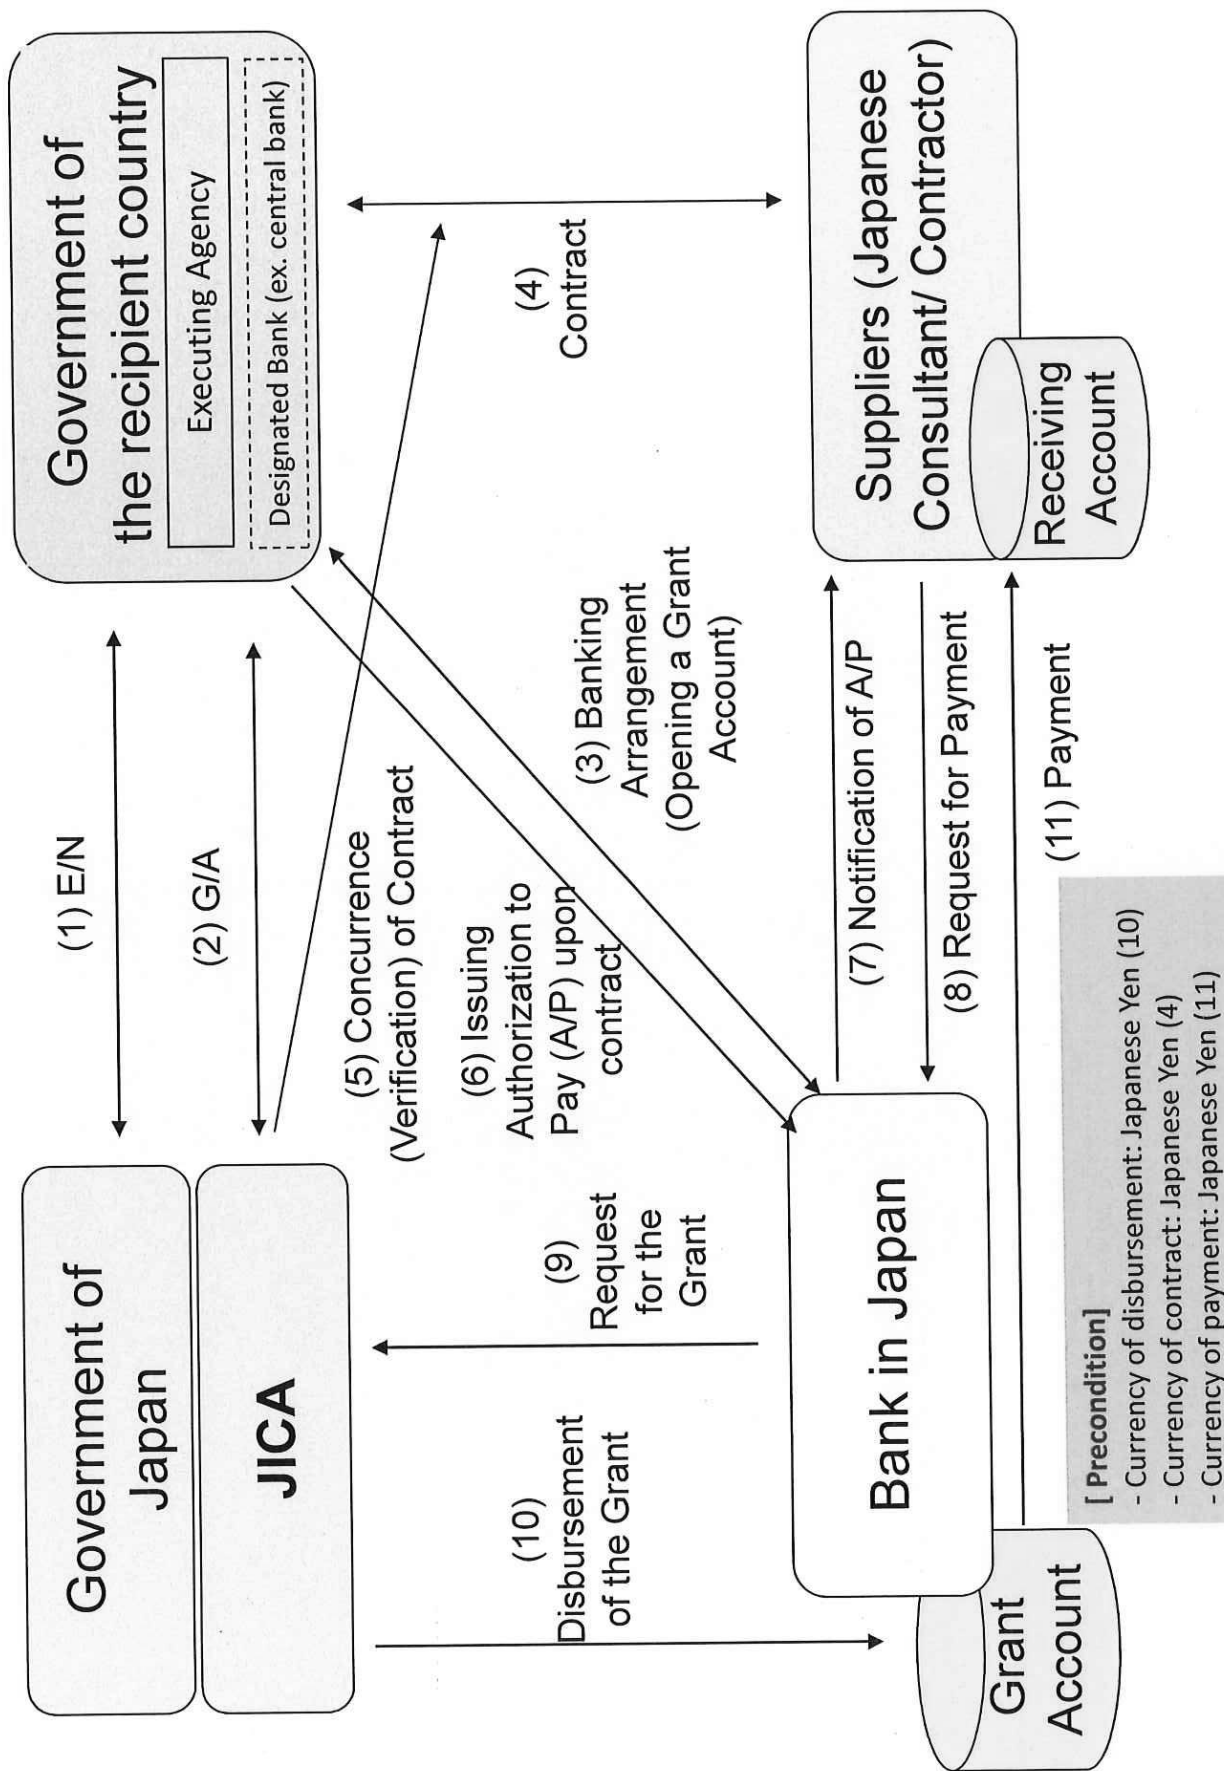 Government of
Japan
JICA
(1) E/N
(2) G/A
Government of
the recipient country
Executing Agency
Designated Bank (ex. central bank)
(5) Concurrence
(Verification) of Contract
(6) Issuing
Authorization to
Pay (A/P) upon
contract
(3) Banking
Arrangement
(Opening a Grant
Account)
(4)
Contract
(10)
Disbursement
of the Grant
(9)
Request
for the
Grant
Bank in Japan
Grant
Account
(7) Notification of A/P
(8) Request for Payment
(11) Payment
Suppliers (Japanese
Consultant/ Contractor)
Receiving
Account
[ Precondition]
- Currency of disbursement: Japanese Yen (10)
- Currency of contract: Japanese Yen (4)
- Currency of payment: Japanese Yen (11)